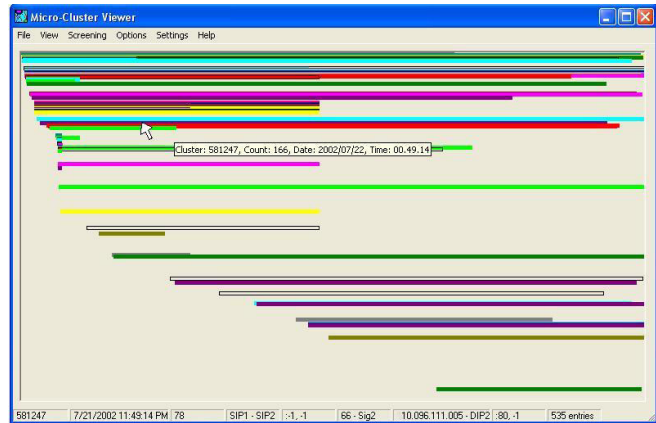 Micro-Cluster Viewer
File View Screening Options Settings Help
Cluster: 581247, Count: 166, Date: 2002/07/22, Time: 00.49.14
581247 7/21/2002 11:49:14 PM 78 SIP1 - SIP2 :-1, -1 66 - Sig2 10.096.111.005 - DIP2 :80, -1 535 entries